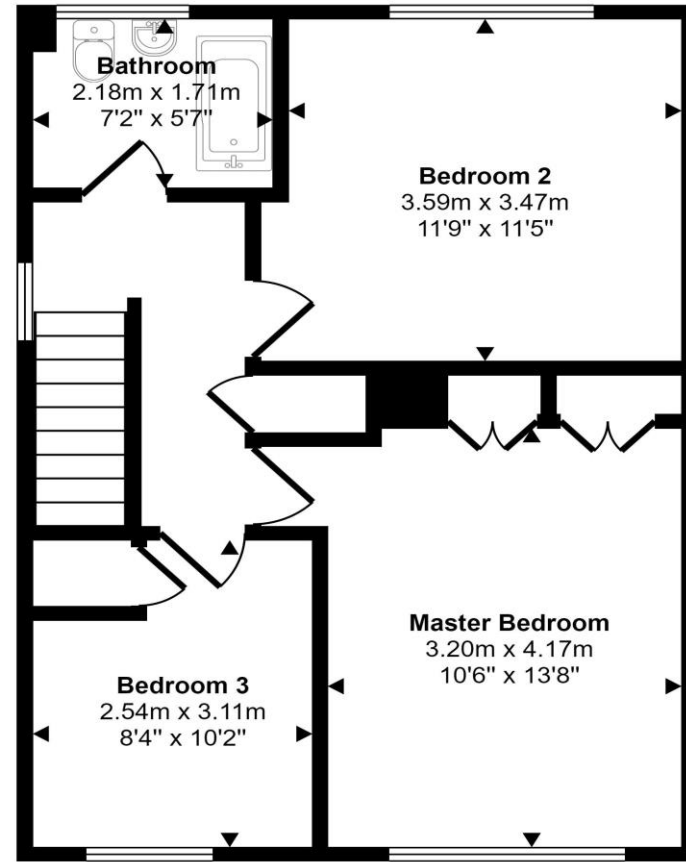 Bathroom
2.18m x 1.71m
7'2" x 5'7"
Bedroom 2
3.59m x 3.47m
11'9" x 11'5"
Master Bedroom
3.20m x 4.17m
10'6" x 13'8"
Bedroom 3
2.54m x 3.11m
8'4" x 10'2"